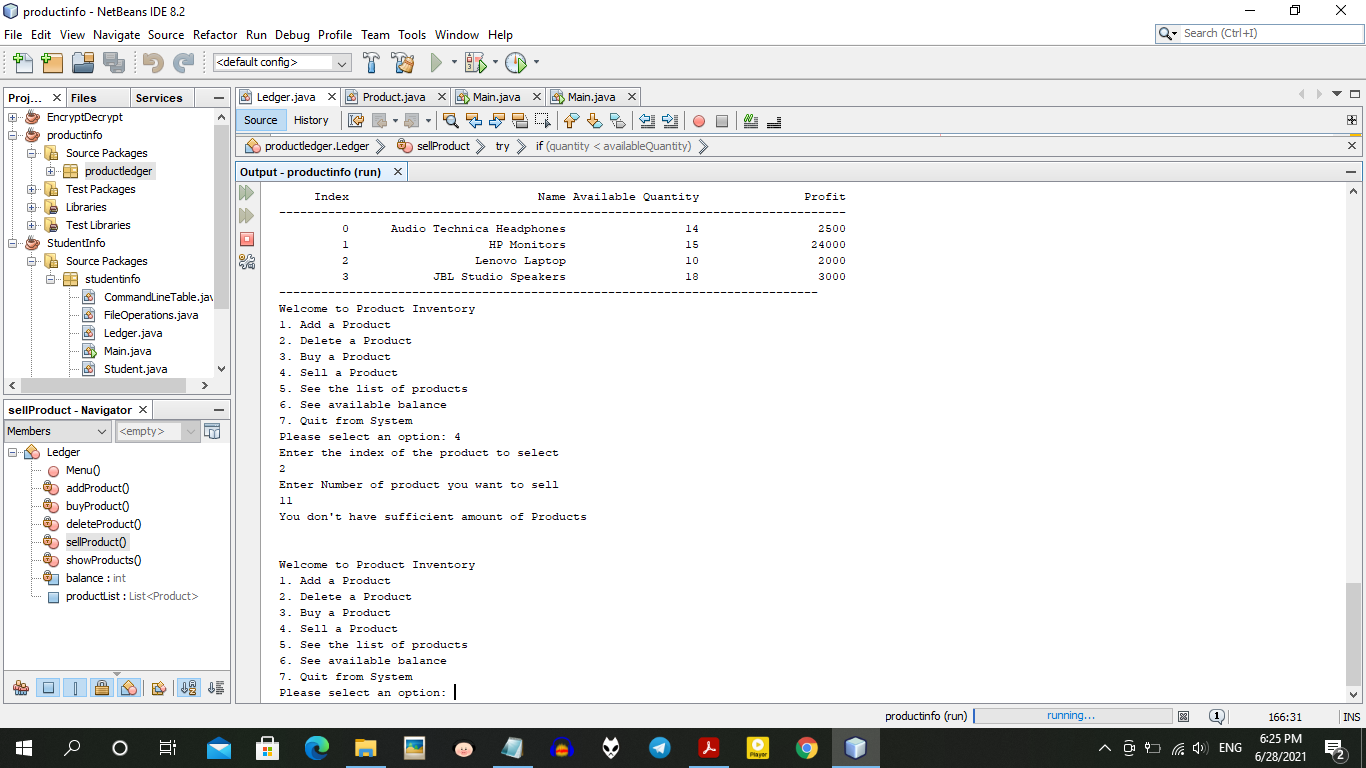 productinfo - NetBeans IDE 8.2
File Edit View Navigate Source Refactor Run Debug Profile Team Tools Window Help
Search (Ctrl+I)
<default config>
Proj... Files Services
EncryptDecrypt
productinfo
Source Packages
productledger
Test Packages
Libraries
Test Libraries
StudentInfo
Source Packages
studentinfo
CommandLineTable.jav
FileOperations.java
Ledger.java
Main.java
Student.java
sellProduct - Navigator
Members <empty>
Ledger
Menu()
addProduct()
buyProduct()
deleteProduct()
sellProduct()
showProducts()
balance : int
productList : List<Product>
Ledger.java Product.java Main.java Main.java
Source History
productledger.Ledger sellProduct try if (quantity < availableQuantity)
Output - productinfo (run)
Index Name Available Quantity Profit
---------------------------------------------------------------------------------
0 Audio Technica Headphones 14 2500
1 HP Monitors 15 24000
2 Lenovo Laptop 10 2000
3 JBL Studio Speakers 18 3000
-----------------------------------------------------------------------------
Welcome to Product Inventory
1. Add a Product
2. Delete a Product
3. Buy a Product
4. Sell a Product
5. See the list of products
6. See available balance
7. Quit from System
Please select an option: 4
Enter the index of the product to select
2
Enter Number of product you want to sell
11
You don't have sufficient amount of Products
Welcome to Product Inventory
1. Add a Product
2. Delete a Product
3. Buy a Product
4. Sell a Product
5. See the list of products
6. See available balance
7. Quit from System
Please select an option:
productinfo (run) running... 1 166:31 INS
ENG 6:25 PM
6/28/2021 2